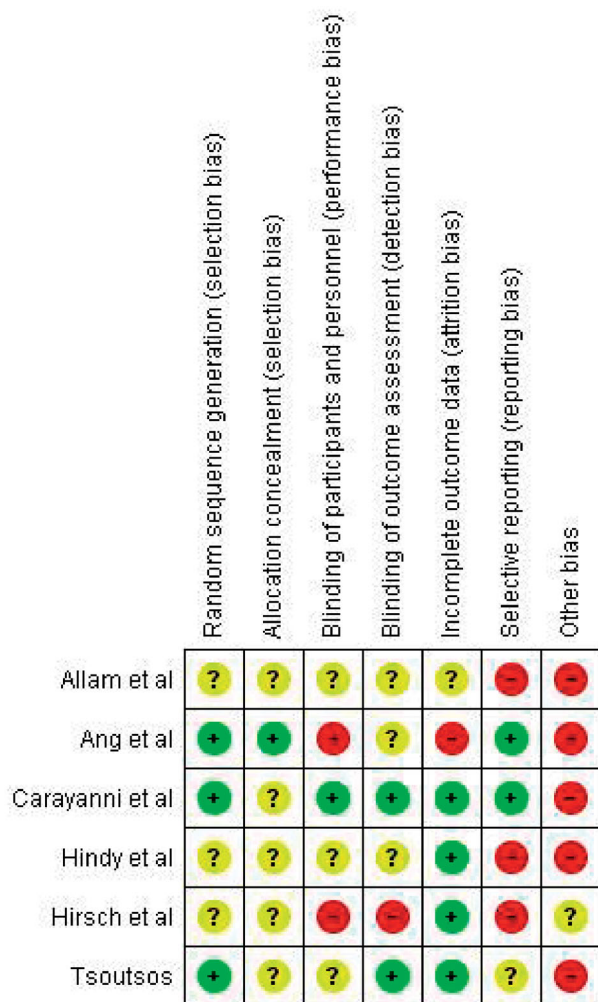 Random sequence generation (selection bias)
Allocation concealment (selection bias)
Blinding of participants and personnel (performance bias)
Blinding of outcome assessment (detection bias)
Incomplete outcome data (attrition bias)
Selective reporting (reporting bias)
Other bias
Allam et al ? ? ? ? ? - -
Ang et al + + - ? - + -
Carayanni et al + ? + + + + -
Hindy et al ? ? ? ? + - -
Hirsch et al ? ? - - + - ?
Tsoutsos + ? ? + + ? -